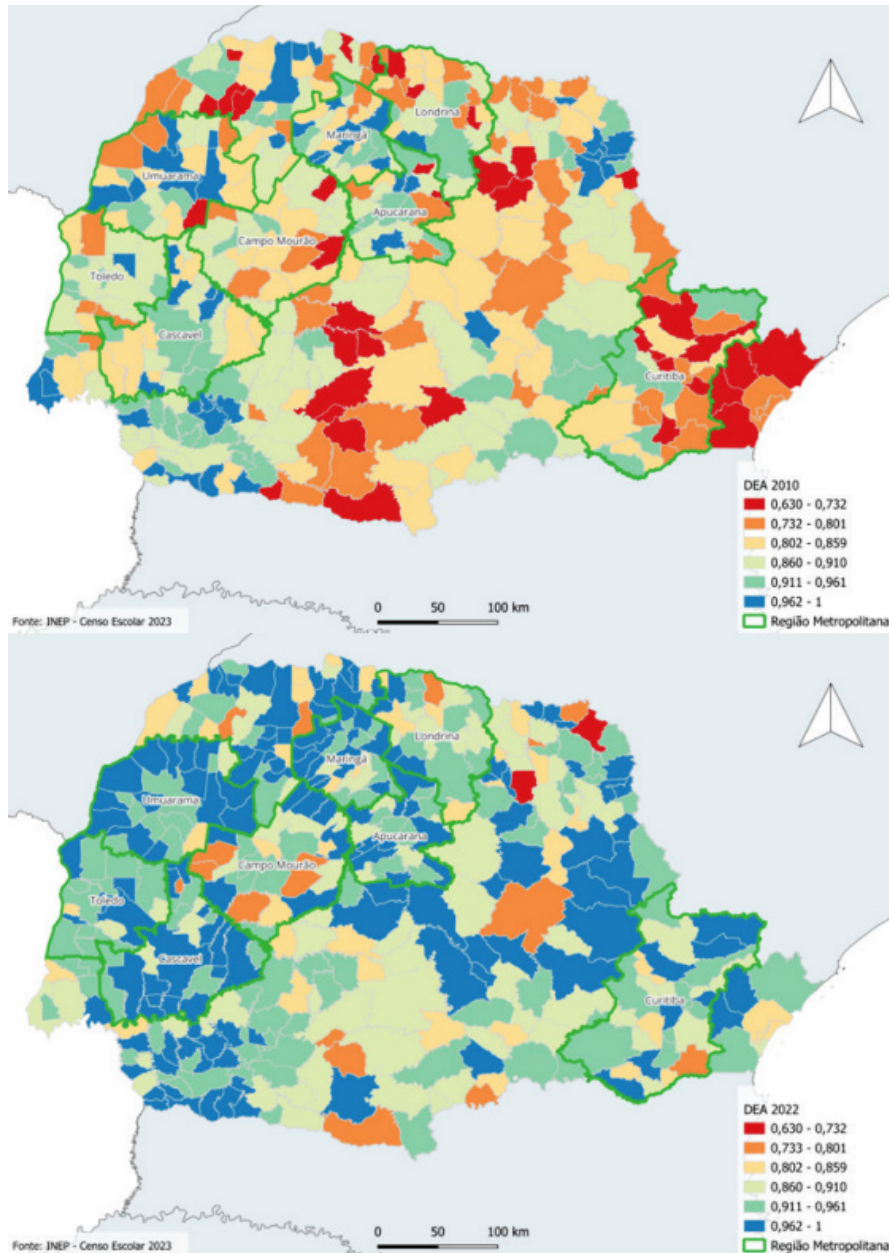 Londrina
Maringá
Umuarama
Apucarana
Campo Mourão
Toledo
Cascavel
Curitiba
DEA 2010
0,630 - 0,732
0,732 - 0,801
0,802 - 0,859
0,860 - 0,910
0,911 - 0,961
0,962 - 1
Região Metropolitana
0 50 100 km
Fonte: INEP - Censo Escolar 2023
Londrina
Maringá
Umuarama
Apucarana
Campo Mourão
Toledo
Cascavel
Curitiba
DEA 2022
0,630 - 0,732
0,733 - 0,801
0,802 - 0,859
0,860 - 0,910
0,911 - 0,961
0,962 - 1
Região Metropolitana
0 50 100 km
Fonte: INEP - Censo Escolar 2023